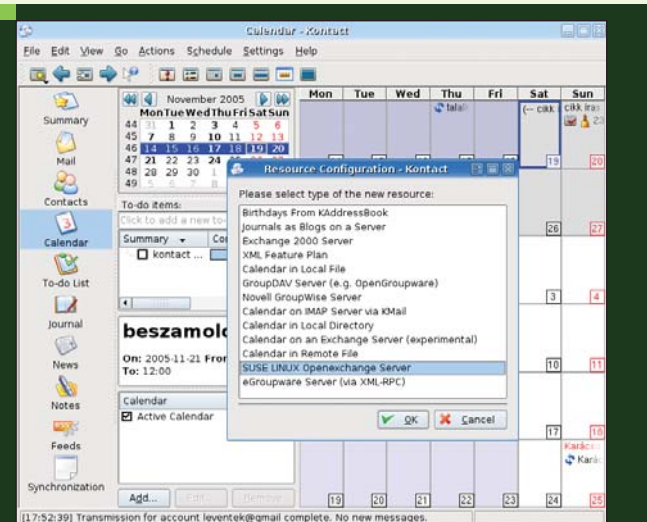 Calendar - Kontact
File Edit View Go Actions Schedule Settings Help
Summary
Mail
Contacts
Calendar
To-do List
Journal
News
Notes
Feeds
Synchronization
November 2005
Mon Tue Wed Thu Fri Sat Sun
44 31 1 2 3 4 5 6
45 7 8 9 10 11 12 13
46 14 15 16 17 18 19 20
47 21 22 23 24
48 28 29 30 1
49 5 6 7 8
To-do items:
Click to add a new to-
Summary Co
kontact ...
beszamolo
On: 2005-11-21 From
To: 12:00
Calendar
Active Calendar
Add... Edit... Remove
Mon Tue Wed Thu Fri Sat Sun
talal
(-- cikk
cikk iras
23
19 20
26 27
3 4
10 11
17 18
Karács
Karác
19 20 21 22 23 24 25
Resource Configuration - Kontact
Please select type of the new resource:
Birthdays From KAddressBook
Journals as Blogs on a Server
Exchange 2000 Server
XML Feature Plan
Calendar in Local File
GroupDAV Server (e.g. OpenGroupware)
Novell GroupWise Server
Calendar on IMAP Server via KMail
Calendar in Local Directory
Calendar on an Exchange Server (experimental)
Calendar in Remote File
SUSE LINUX Openexchange Server
eGroupware Server (via XML-RPC)
OK Cancel
[17:52:39] Transmission for account leventek@gmail complete. No new messages.